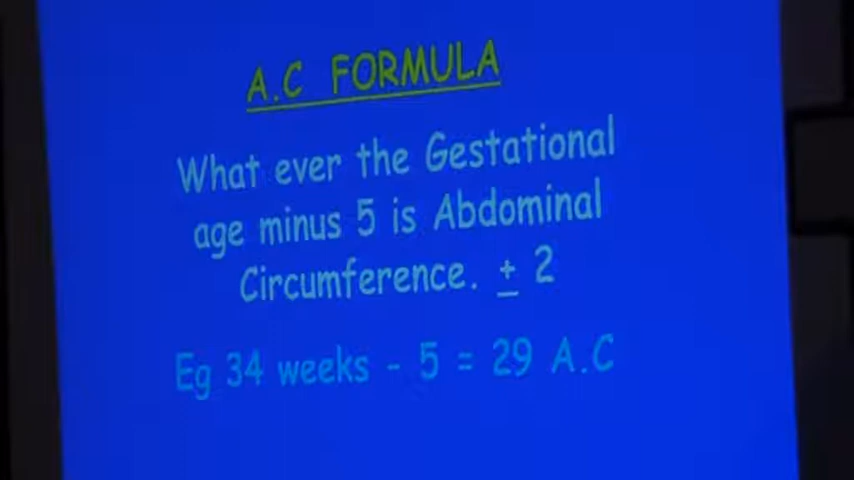 A.C FORMULA
What ever the Gestational
age minus 5 is Abdominal
Circumference. ± 2
Eg 34 weeks - 5 = 29 A.C